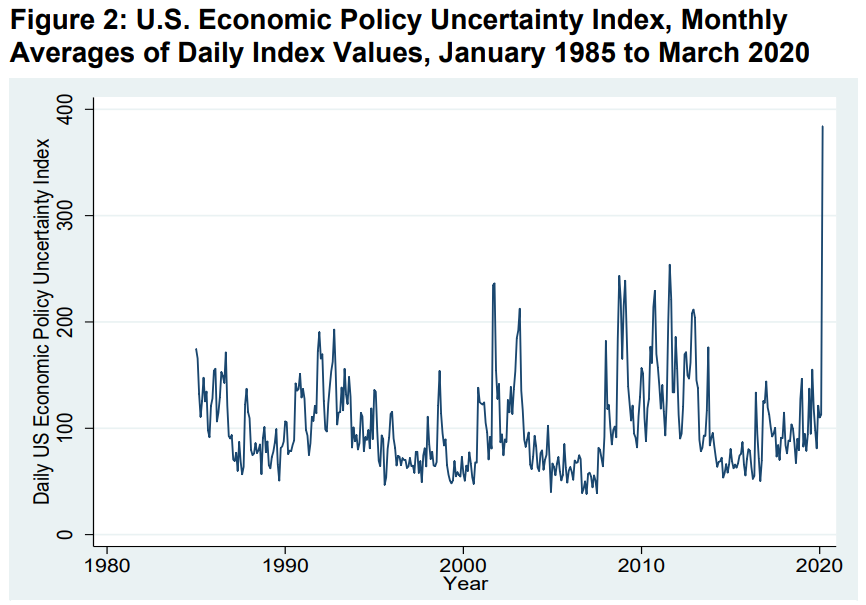 Figure 2: U.S. Economic Policy Uncertainty Index, Monthly
Averages of Daily Index Values, January 1985 to March 2020
Daily US Economic Policy Uncertainty Index
400
300
200
100
0
1980 1990 2000 2010 2020
Year